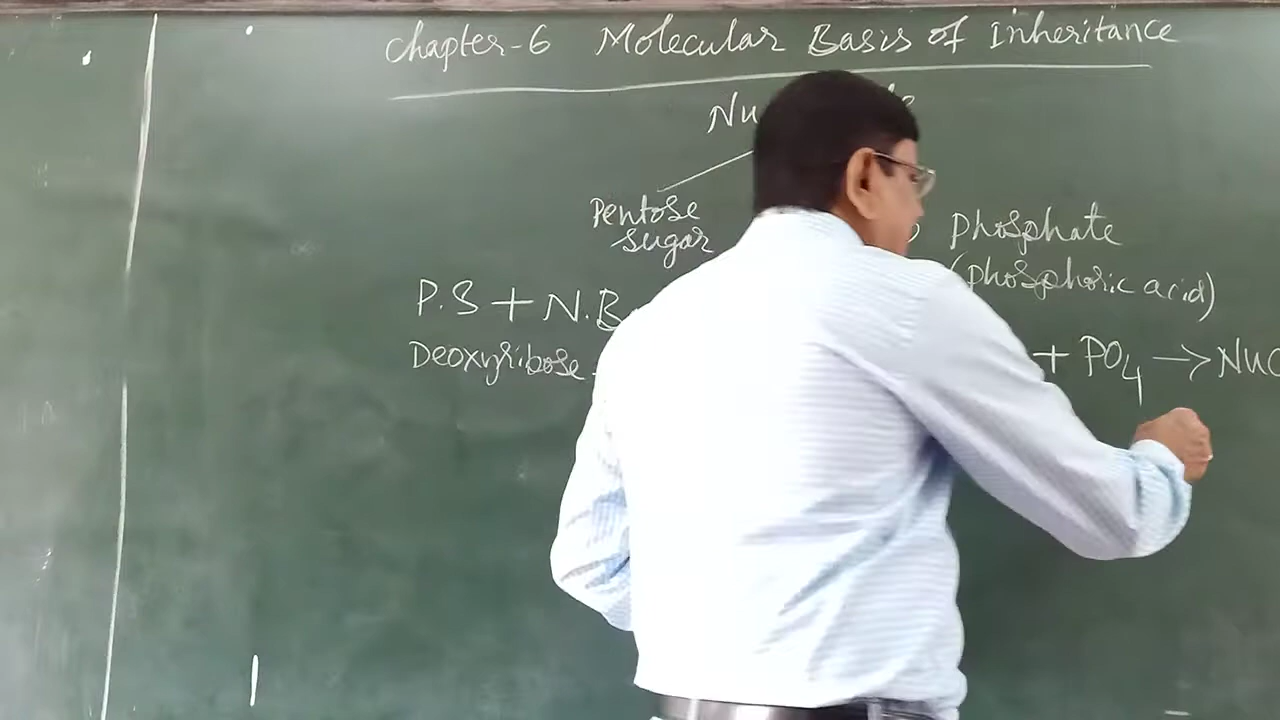 Chapter-6 Molecular Basis of Inheritance
Pentose sugar
Phosphate
(Phosphoric acid)
P.S + N.B
Deoxyribose + PO4 → Nuc